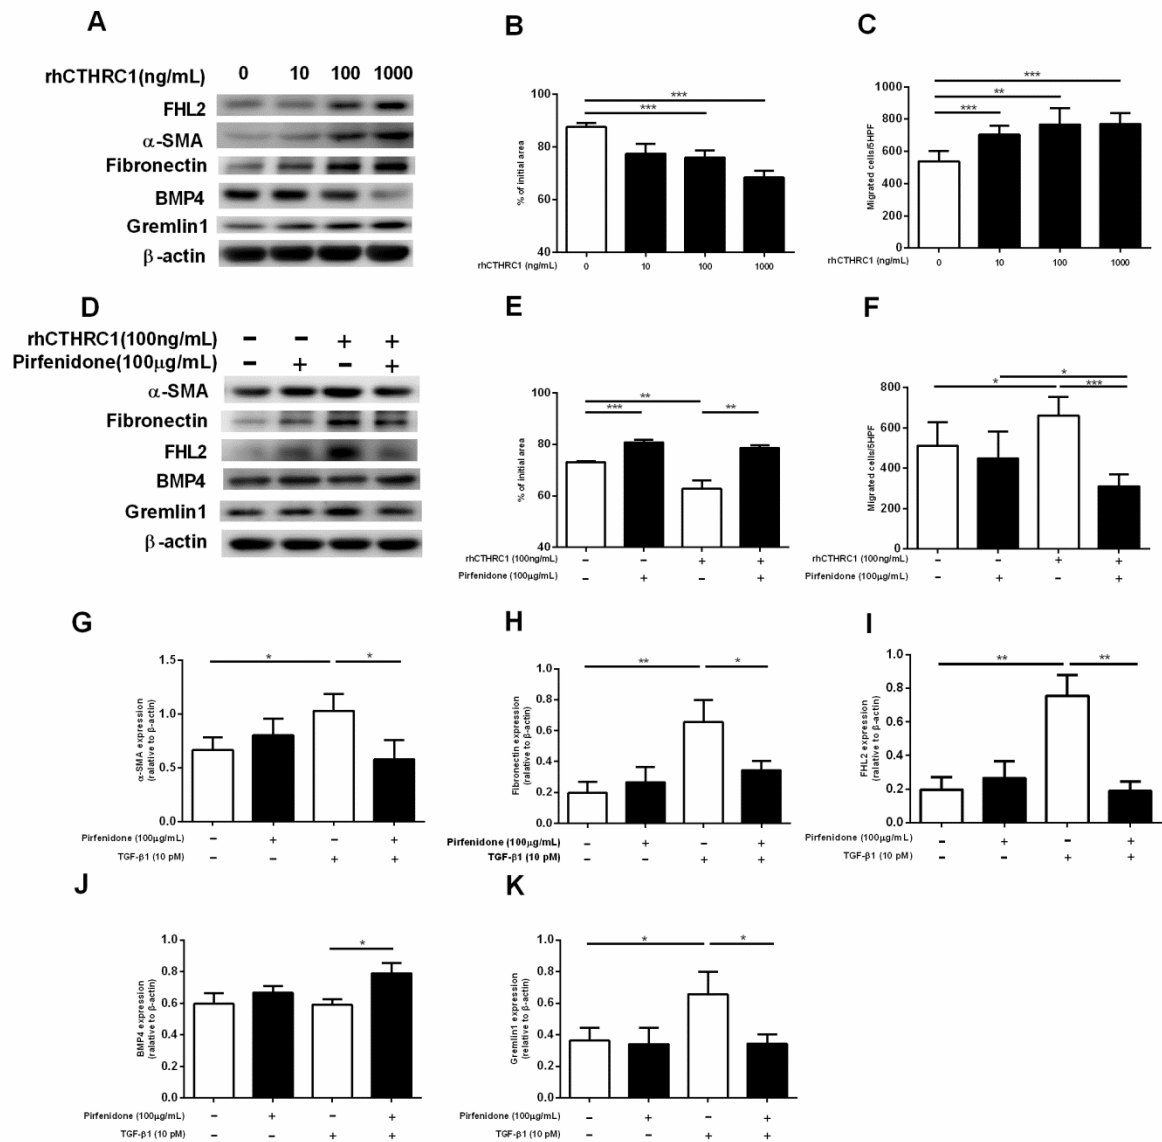 A
rhCTHRC1(ng/mL) 0 10 100 1000
FHL2
α-SMA
Fibronectin
BMP4
Gremlin1
β-actin
B
% of initial area
100
80
60
40
*** 
***
rhCTHRC1 (ng/mL) 0 10 100 1000
C
Migrated cells/5HPF
1000
800
600
400
200
0
***
**
***
rhCTHRC1 (ng/mL) 0 10 100 1000
D
rhCTHRC1(100ng/mL) - - + +
Pirfenidone(100μg/mL) - + - +
α-SMA
Fibronectin
FHL2
BMP4
Gremlin1
β-actin
E
% of initial area
100
80
60
40
**
*** **
rhCTHRC1 (100ng/mL) - - + +
Pirfenidone (100μg/mL) - + - +
F
Migrated cells/5HPF
800
600
400
200
0
*
* ***
rhCTHRC1 (100ng/mL) - - + +
Pirfenidone (100μg/mL) - + - +
G
α-SMA expression
(ralative to β-actin)
1.5
1.0
0.5
0.0
* *
Pirfenidone (100μg/mL) - + - +
TGF-β1 (10 pM) - - + +
H
Fibronectin expression
(ralative to β-actin)
1.0
0.8
0.6
0.4
0.2
0.0
** *
Pirfenidone (100μg/mL) - + - +
TGF-β1 (10 pM) - - + +
I
FHL2 expression
(ralative to β-actin)
1.0
0.8
0.6
0.4
0.2
0.0
** **
Pirfenidone (100μg/mL) - + - +
TGF-β1 (10 pM) - - + +
J
BMP4 expression
(ralative to β-actin)
1.0
0.8
0.6
0.4
0.2
0.0
*
Pirfenidone (100μg/mL) - + - +
TGF-β1 (10 pM) - - + +
K
Gremlin1 expression
(relative to β-actin)
1.0
0.8
0.6
0.4
0.2
0.0
* *
Pirfenidone (100μg/mL) - + - +
TGF-β1 (10 pM) - - + +